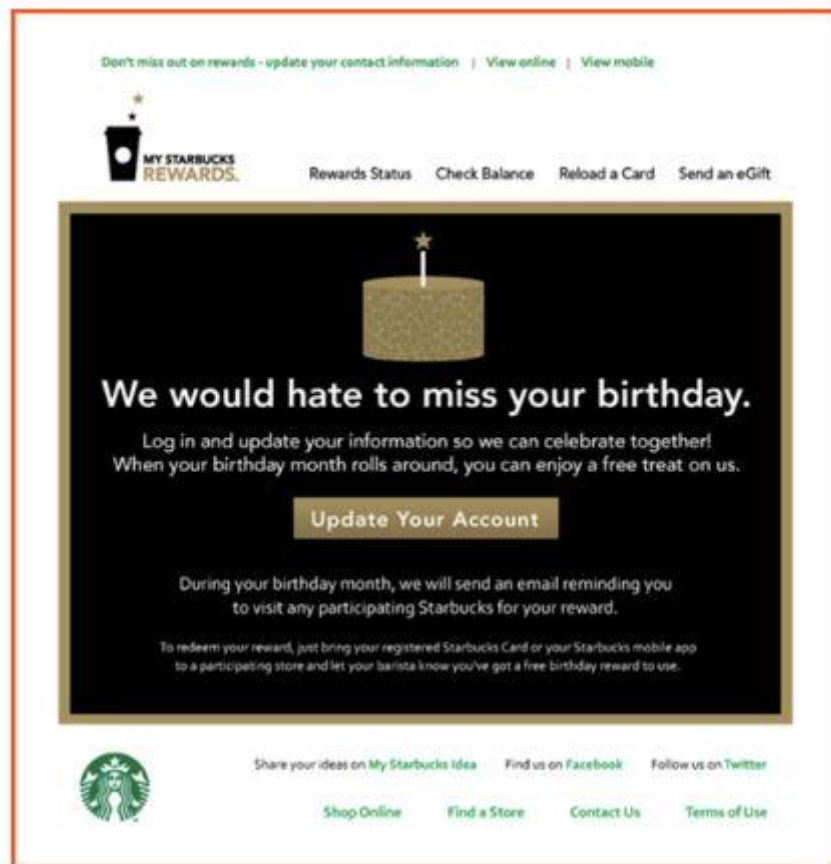 Don't miss out on rewards - update your contact information | View online | View mobile
MY STARBUCKS
REWARDS.
Rewards Status Check Balance Reload a Card Send an eGift
We would hate to miss your birthday.
Log in and update your information so we can celebrate together!
When your birthday month rolls around, you can enjoy a free treat on us.
Update Your Account
During your birthday month, we will send an email reminding you
to visit any participating Starbucks for your reward.
To redeem your reward, just bring your registered Starbucks Card or your Starbucks mobile app
to a participating store and let your barista know you've got a free birthday reward to use.
Share your ideas on My Starbucks Idea Find us on Facebook Follow us on Twitter
Shop Online Find a Store Contact Us Terms of Use